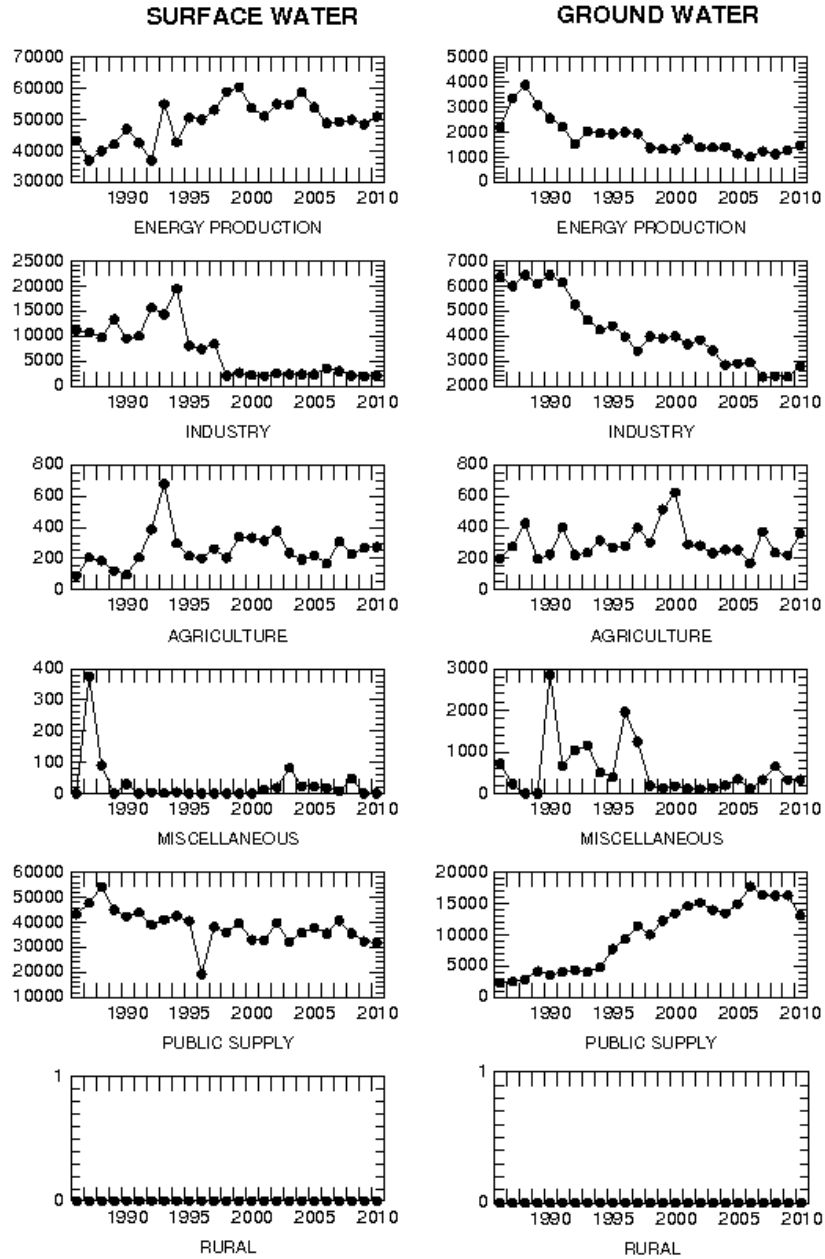 SURFACE WATER
GROUND WATER
70000
60000
50000
40000
30000
1990 1995 2000 2005 2010
ENERGY PRODUCTION
5000
4000
3000
2000
1000
0
1990 1995 2000 2005 2010
ENERGY PRODUCTION
25000
20000
15000
10000
5000
0
1990 1995 2000 2005 2010
INDUSTRY
7000
6000
5000
4000
3000
2000
1990 1995 2000 2005 2010
INDUSTRY
800
600
400
200
0
1990 1995 2000 2005 2010
AGRICULTURE
800
600
400
200
0
1990 1995 2000 2005 2010
AGRICULTURE
400
300
200
100
0
1990 1995 2000 2005 2010
MISCELLANEOUS
3000
2000
1000
0
1990 1995 2000 2005 2010
MISCELLANEOUS
60000
50000
40000
30000
20000
10000
1990 1995 2000 2005 2010
PUBLIC SUPPLY
20000
15000
10000
5000
0
1990 1995 2000 2005 2010
PUBLIC SUPPLY
1
0
1990 1995 2000 2005 2010
RURAL
1
0
1990 1995 2000 2005 2010
RURAL